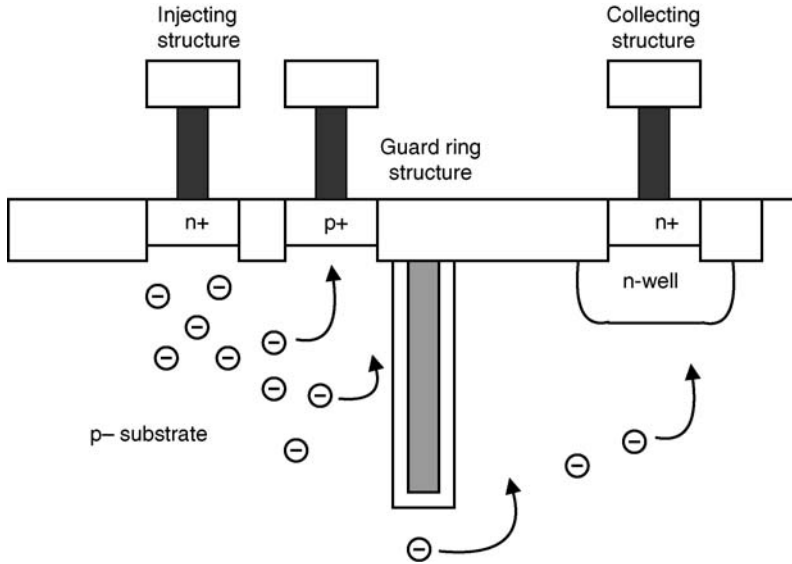 Injecting
structure
Collecting
structure
Guard ring
structure
n+
p+
n+
n-well
p– substrate